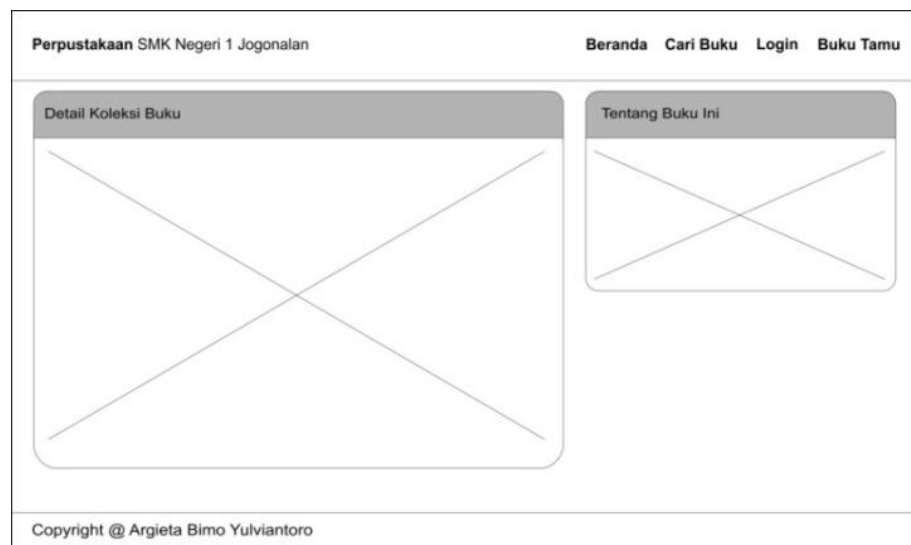 Perpustakaan SMK Negeri 1 Jogonalan
Beranda Cari Buku Login Buku Tamu
Detail Koleksi Buku
Tentang Buku Ini
Copyright @ Argieta Bimo Yulviantoro